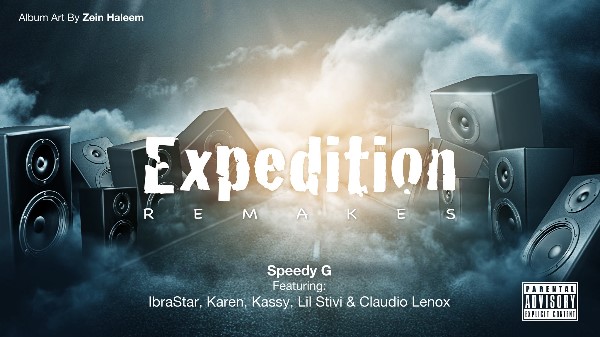 Album Art By Zein Haleem
Expedition
REMAKES
Speedy G
Featuring:
IbraStar, Karen, Kassy, Lil Stivi & Claudio Lenox
PARENTAL
ADVISORY
EXPLICIT CONTENT